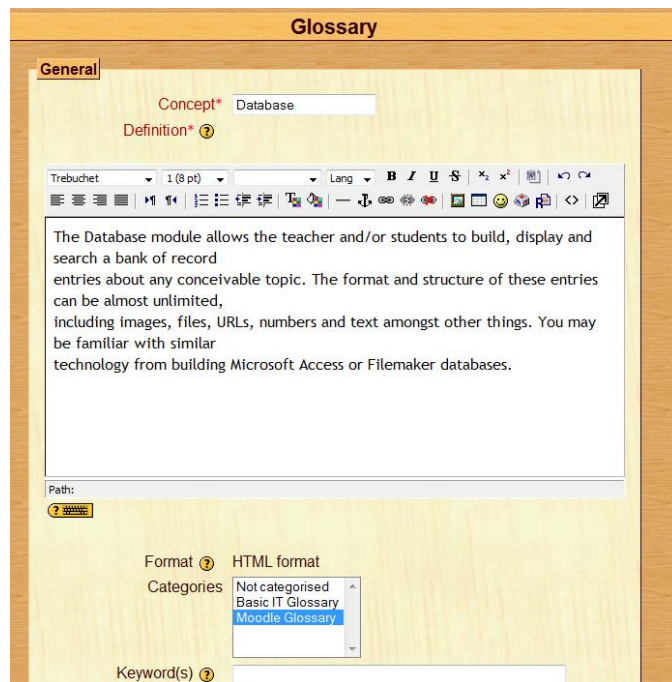 Glossary
General
Concept* Database
Definition* ?
Trebuchet 1 (8 pt) Lang B I U S x₂ x²
The Database module allows the teacher and/or students to build, display and
search a bank of record
entries about any conceivable topic. The format and structure of these entries
can be almost unlimited,
including images, files, URLs, numbers and text amongst other things. You may
be familiar with similar
technology from building Microsoft Access or Filemaker databases.
Path:
?
Format ? HTML format
Categories Not categorised
Basic IT Glossary
Moodle Glossary
Keyword(s) ?